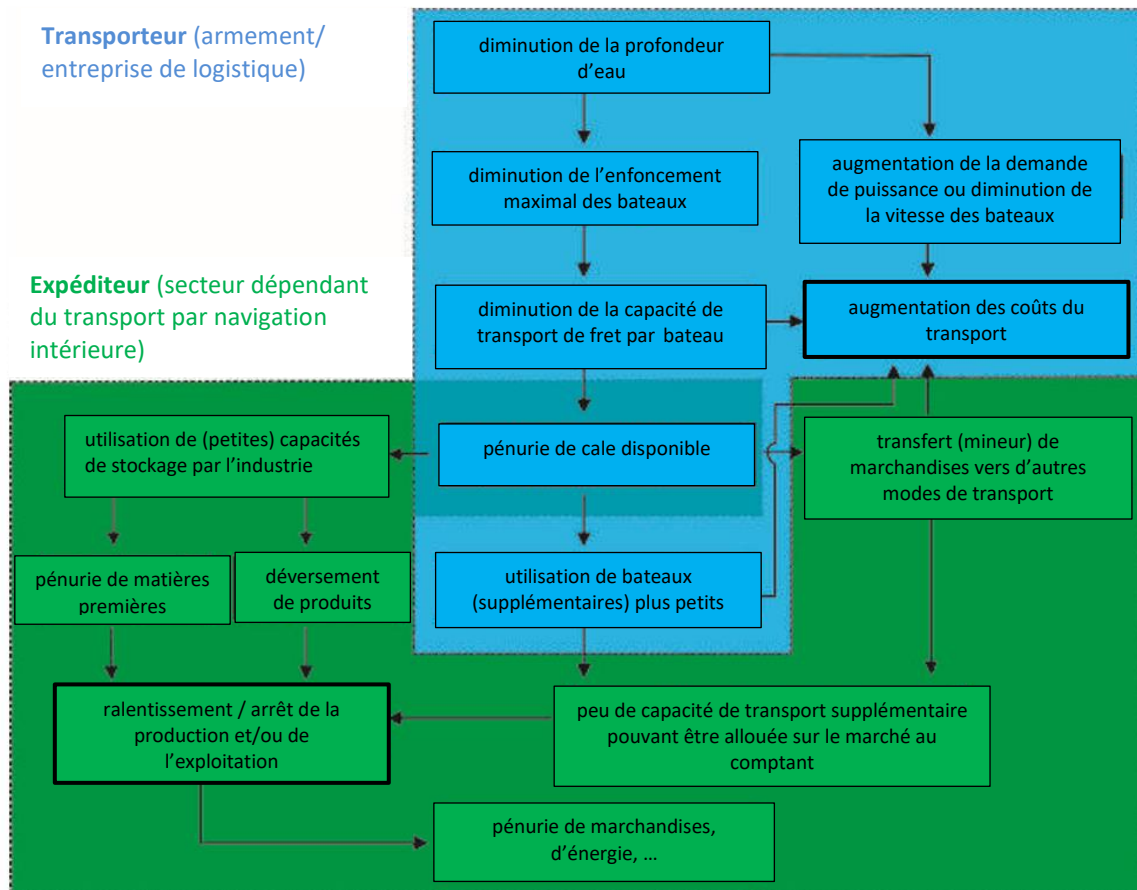 Transporteur (armement/
entreprise de logistique)
diminution de la profondeur
d’eau
diminution de l’enfoncement
maximal des bateaux
augmentation de la demande
de puissance ou diminution de
la vitesse des bateaux
Expéditeur (secteur dépendant
du transport par navigation
intérieure)
diminution de la capacité de
transport de fret par bateau
augmentation des coûts du
transport
utilisation de (petites) capacités
de stockage par l’industrie
pénurie de cale disponible
transfert (mineur) de
marchandises vers d’autres
modes de transport
pénurie de matières
premières
déversement
de produits
utilisation de bateaux
(supplémentaires) plus petits
ralentissement / arrêt de la
production et/ou de
l’exploitation
peu de capacité de transport supplémentaire
pouvant être allouée sur le marché au
comptant
pénurie de marchandises,
d’énergie, …